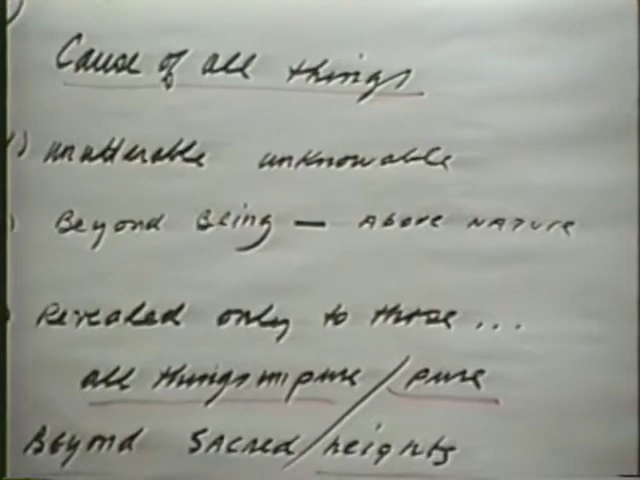 Cause of all things
1) unutterable unknowable
) Beyond Being — ABOVE NATURE
Revealed only to those ...
all things impure / pure
Beyond Sacred / heights